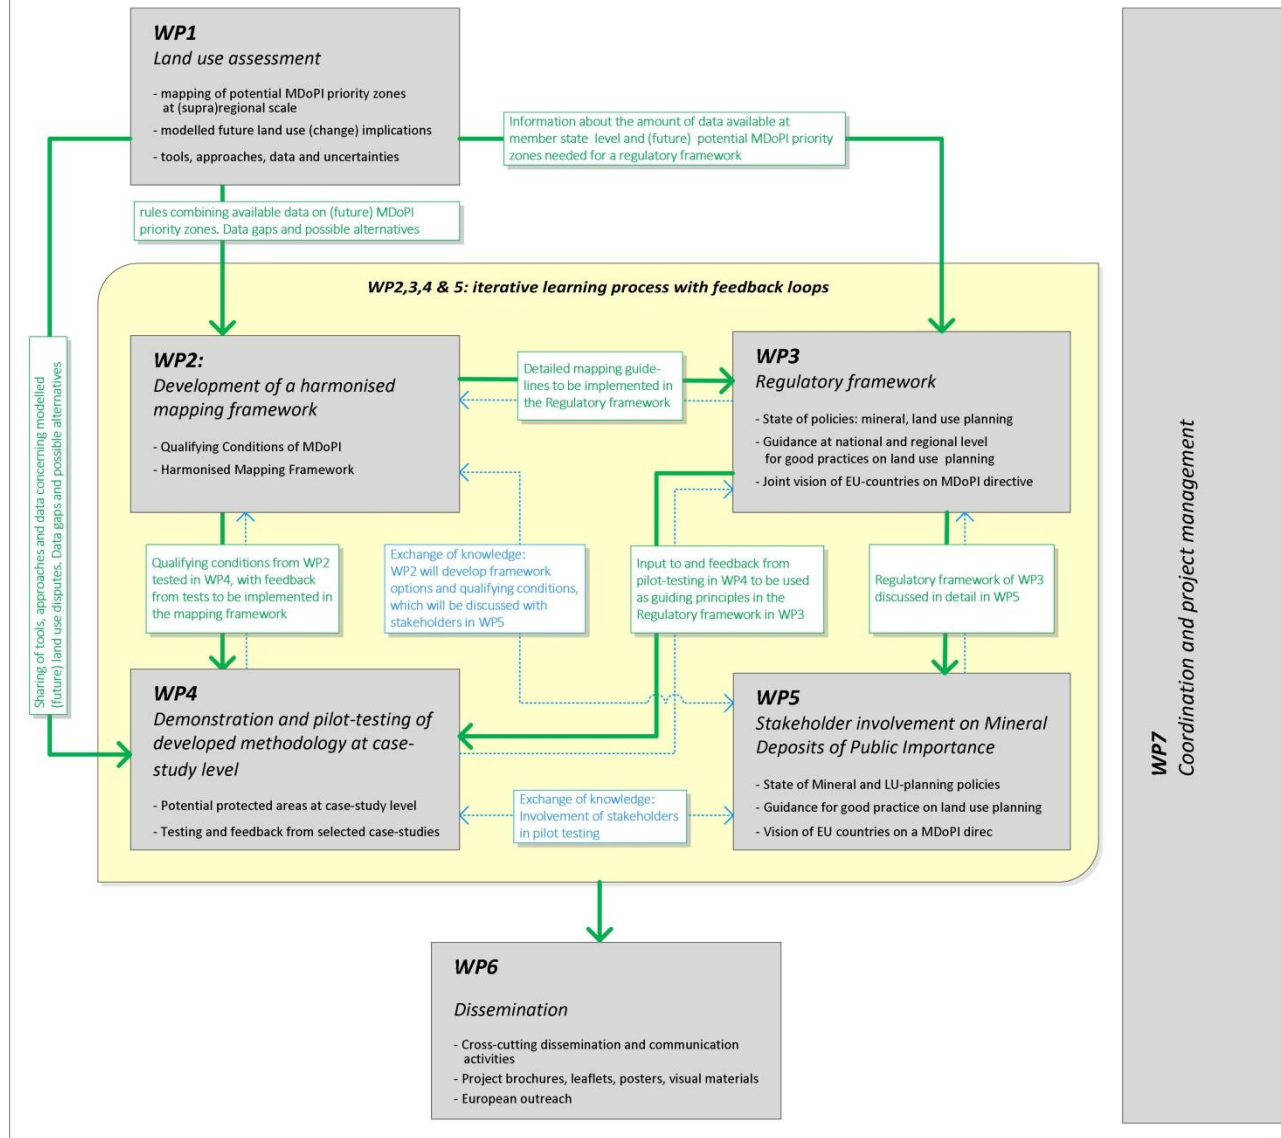 WP1
Land use assessment
- mapping of potential MDoPI priority zones
at (supra)regional scale
- modelled future land use (change) implications
- tools, approaches, data and uncertainties
Information about the amount of data available at
member state level and (future) potential MDoPI priority
zones needed for a regulatory framework
rules combining available data on (future) MDoPI
priority zones. Data gaps and possible alternatives
Sharing of tools, approaches and data concerning modelled
(future) land use disputes. Data gaps and possible alternatives
WP2,3,4 & 5: iterative learning process with feedback loops
WP2:
Development of a harmonised
mapping framework
- Qualifying Conditions of MDoPI
- Harmonised Mapping Framework
Detailed mapping guide-
lines to be implemented in
the Regulatory framework
WP3
Regulatory framework
- State of policies: mineral, land use planning
- Guidance at national and regional level
for good practices on land use planning
- Joint vision of EU-countries on MDoPI directive
Qualifying conditions from WP2
tested in WP4, with feedback
from tests to be implemented in
the mapping framework
Exchange of knowledge:
WP2 will develop framework
options and qualifying conditions,
which will be discussed with
stakeholders in WP5
Input to and feedback from
pilot-testing in WP4 to be used
as guiding principles in the
Regulatory framework in WP3
Regulatory framework of WP3
discussed in detail in WP5
WP4
Demonstration and pilot-testing of
developed methodology at case-
study level
- Potential protected areas at case-study level
- Testing and feedback from selected case-studies
Exchange of knowledge:
Involvement of stakeholders
in pilot testing
WP5
Stakeholder involvement on Mineral
Deposits of Public Importance
- State of Mineral and LU-planning policies
- Guidance for good practice on land use planning
- Vision of EU countries on a MDoPI direc
WP6
Dissemination
- Cross-cutting dissemination and communication
activities
- Project brochures, leaflets, posters, visual materials
- European outreach
WP7
Coordination and project management